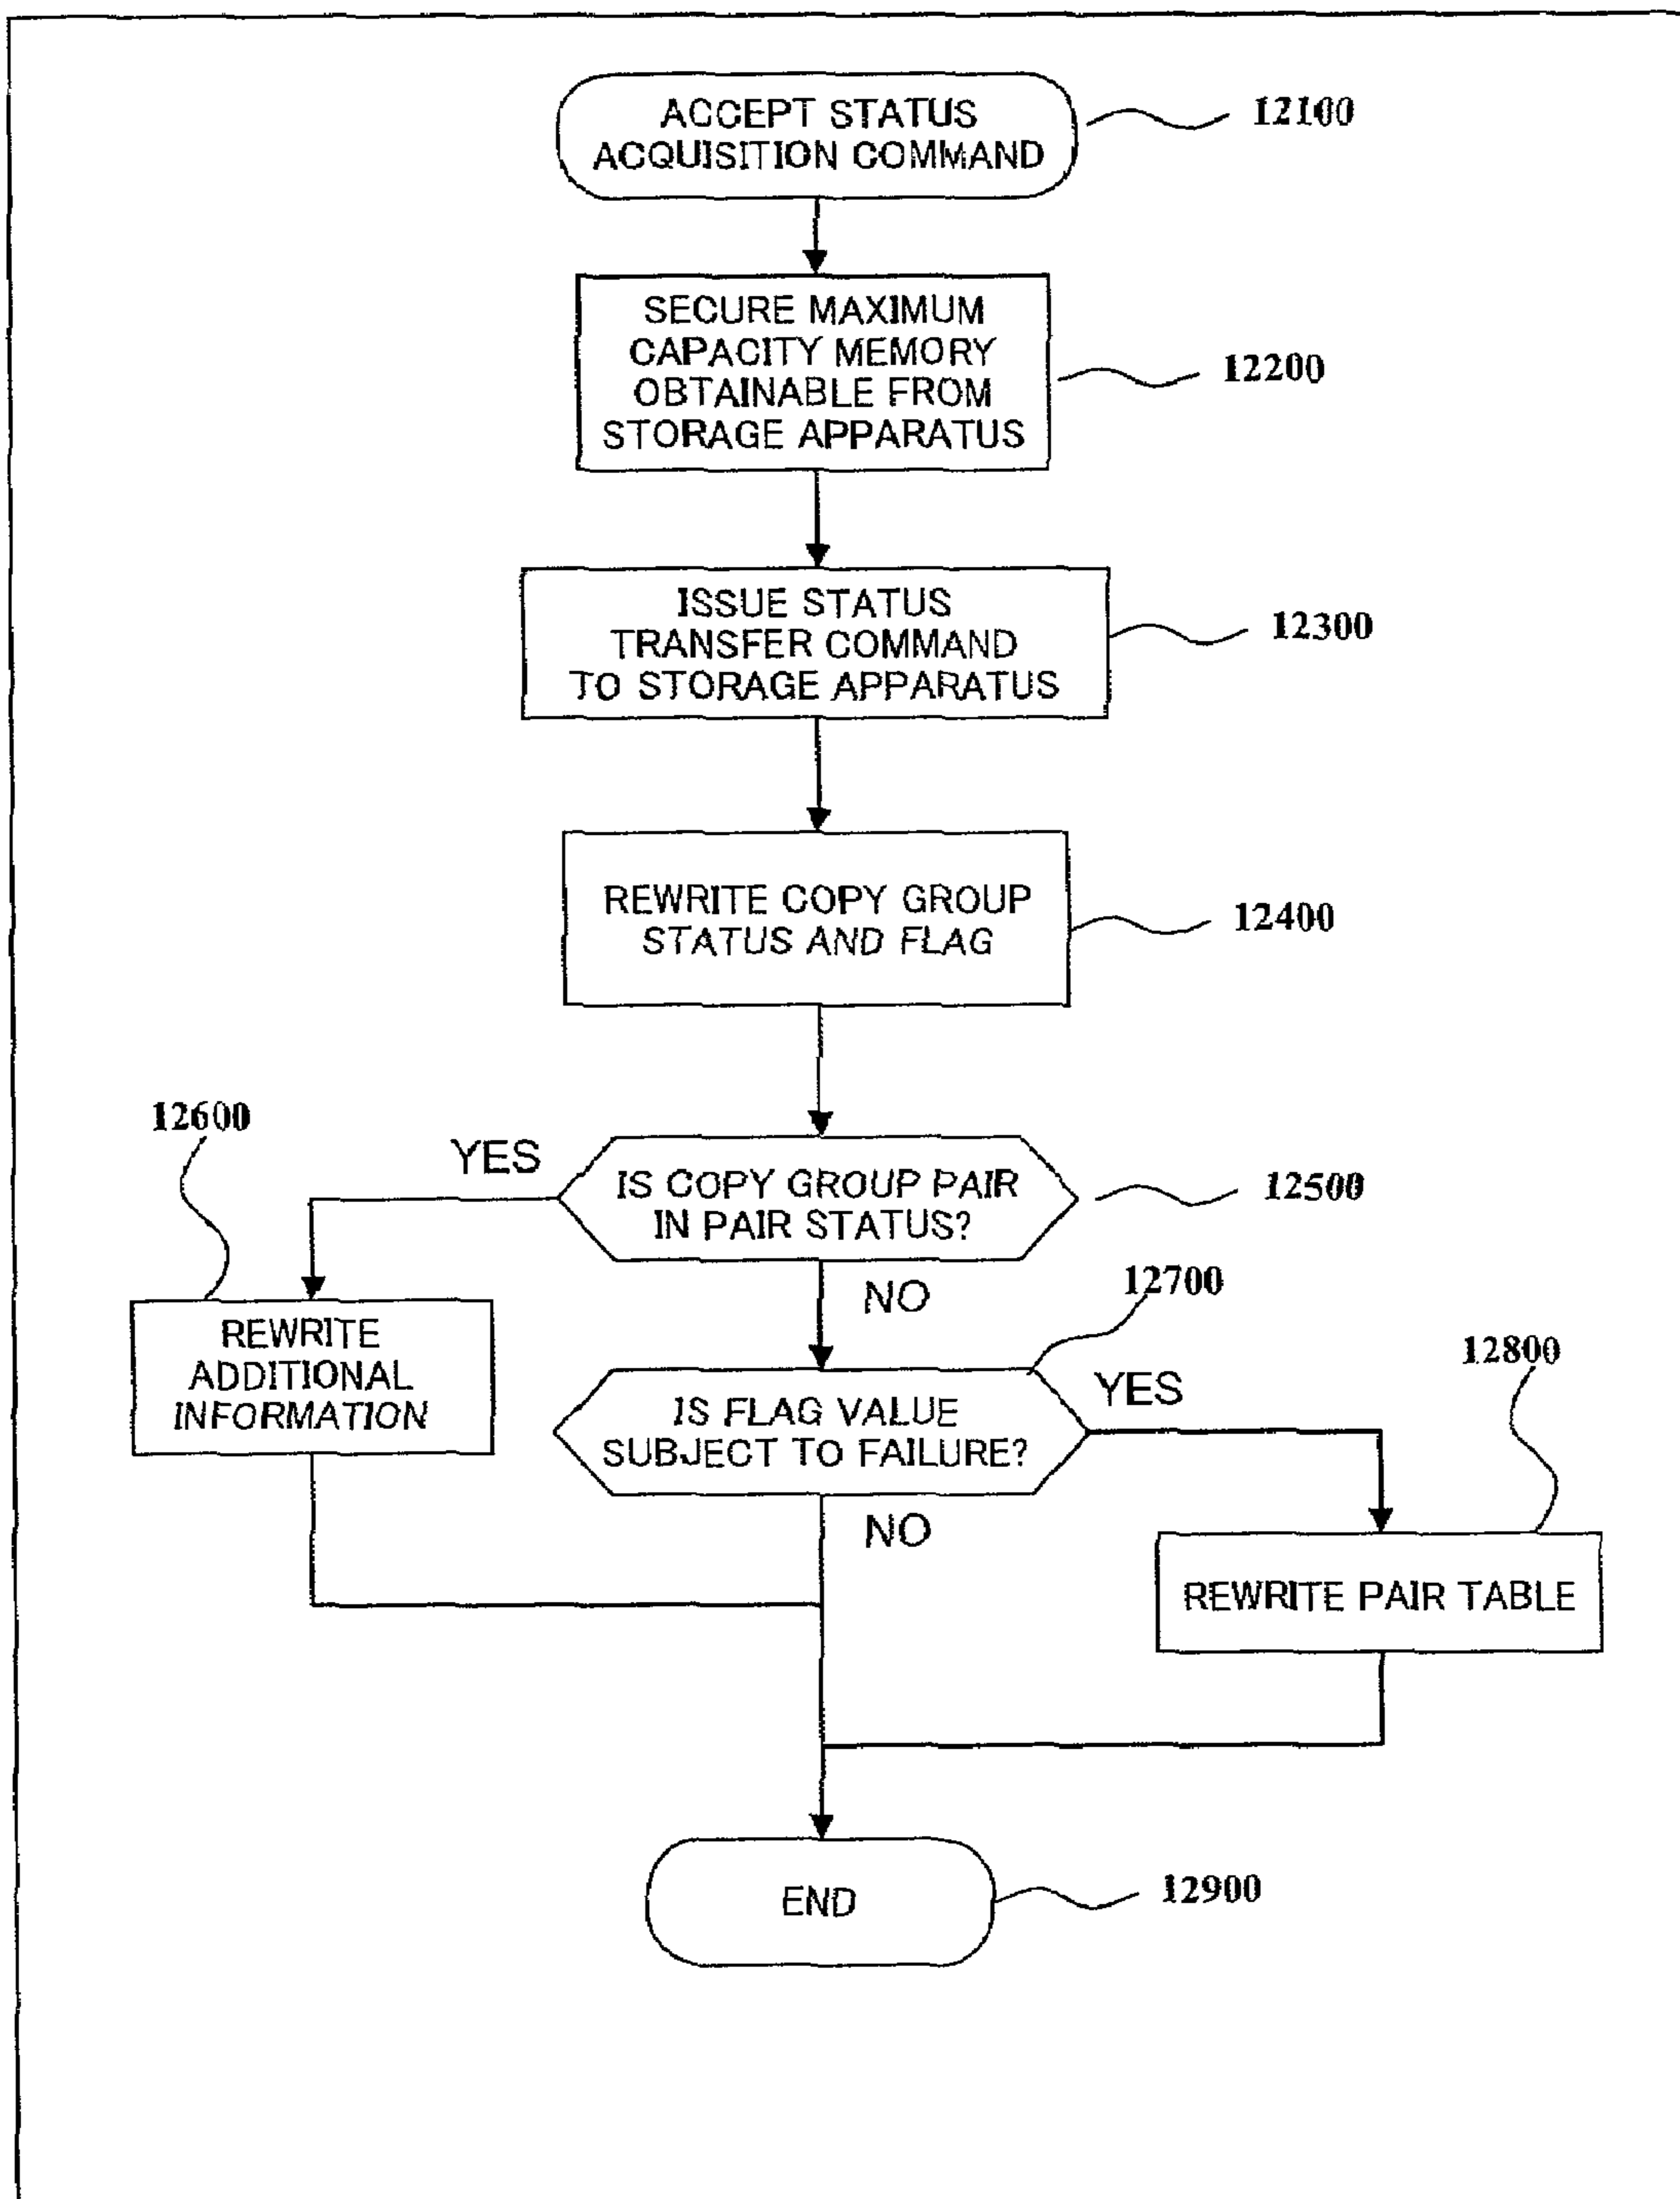 ACCEPT STATUS
ACQUISITION COMMAND
12100
SECURE MAXIMUM
CAPACITY MEMORY
OBTAINABLE FROM
STORAGE APPARATUS
12200
ISSUE STATUS
TRANSFER COMMAND
TO STORAGE APPARATUS
12300
REWRITE COPY GROUP
STATUS AND FLAG
12400
12600
YES
IS COPY GROUP PAIR
IN PAIR STATUS?
12500
NO
12700
REWRITE
ADDITIONAL
INFORMATION
IS FLAG VALUE
SUBJECT TO FAILURE?
YES
12800
NO
REWRITE PAIR TABLE
END
12900